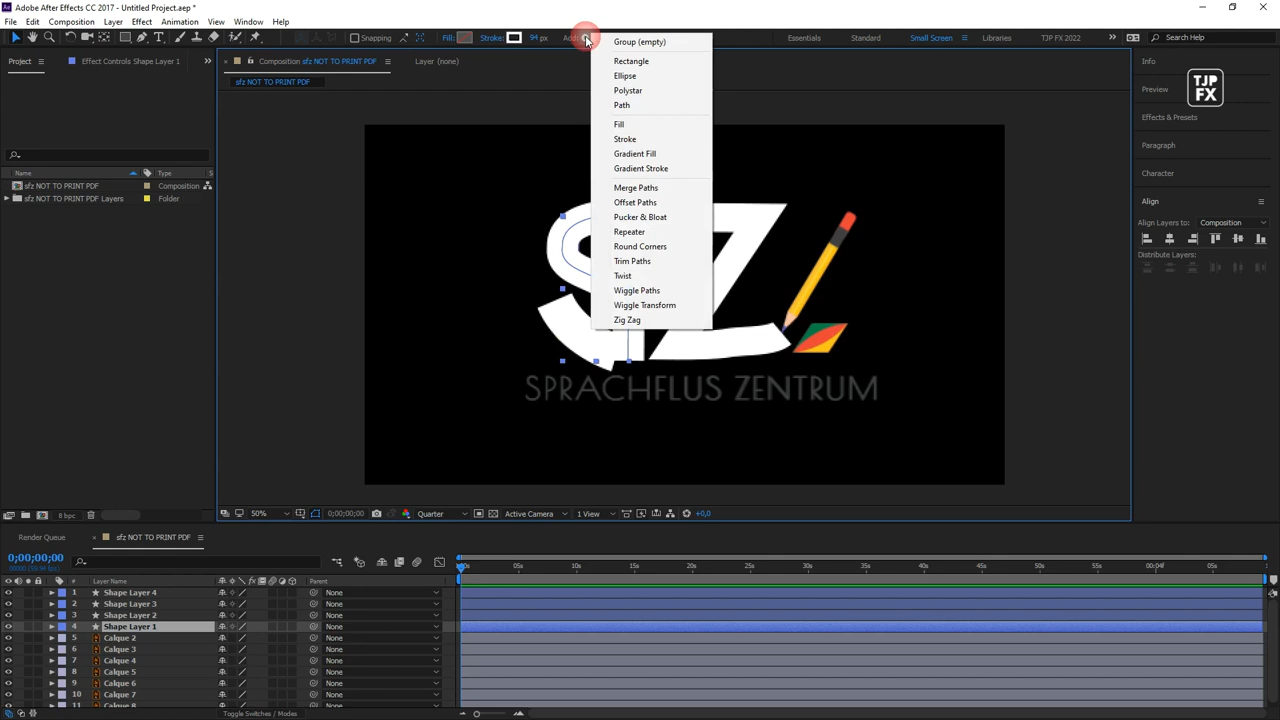 Adobe After Effects CC 2017 - Untitled Project.aep *
File Edit Composition Layer Effect Animation View Window Help
Snapping Fill: Stroke: 94 px Add: Essentials Standard Small Screen Libraries TJP FX 2022 Search Help
Project Effect Controls Shape Layer 1 Composition sfz NOT TO PRINT PDF Layer (none) Info
sfz NOT TO PRINT PDF
Group (empty)
Rectangle
Ellipse
Polystar
Path
Fill
Stroke
Gradient Fill
Gradient Stroke
Merge Paths
Offset Paths
Pucker & Bloat
Repeater
Round Corners
Trim Paths
Twist
Wiggle Paths
Wiggle Transform
Zig Zag
Preview
TJP
FX
Effects & Presets
Paragraph
Character
Align
Align Layers to: Composition
Distribute Layers:
Name Type S
sfz NOT TO PRINT PDF Composition
sfz NOT TO PRINT PDF Layers Folder
SPRACHFLUS ZENTRUM
8 bpc 50% 0;00;00;00 Quarter Active Camera 1 View +0,0
Render Queue sfz NOT TO PRINT PDF
0;00;00;00
00000 (59.94 fps)
05s 10s 15s 20s 25s 30s 35s 40s 45s 50s 55s 00:04f 05s
# Layer Name Parent
1 Shape Layer 4 None
2 Shape Layer 3 None
3 Shape Layer 2 None
4 Shape Layer 1 None
5 Calque 2 None
6 Calque 3 None
7 Calque 4 None
8 Calque 5 None
9 Calque 6 None
10 Calque 7 None
11 Calque 8 None
Toggle Switches / Modes